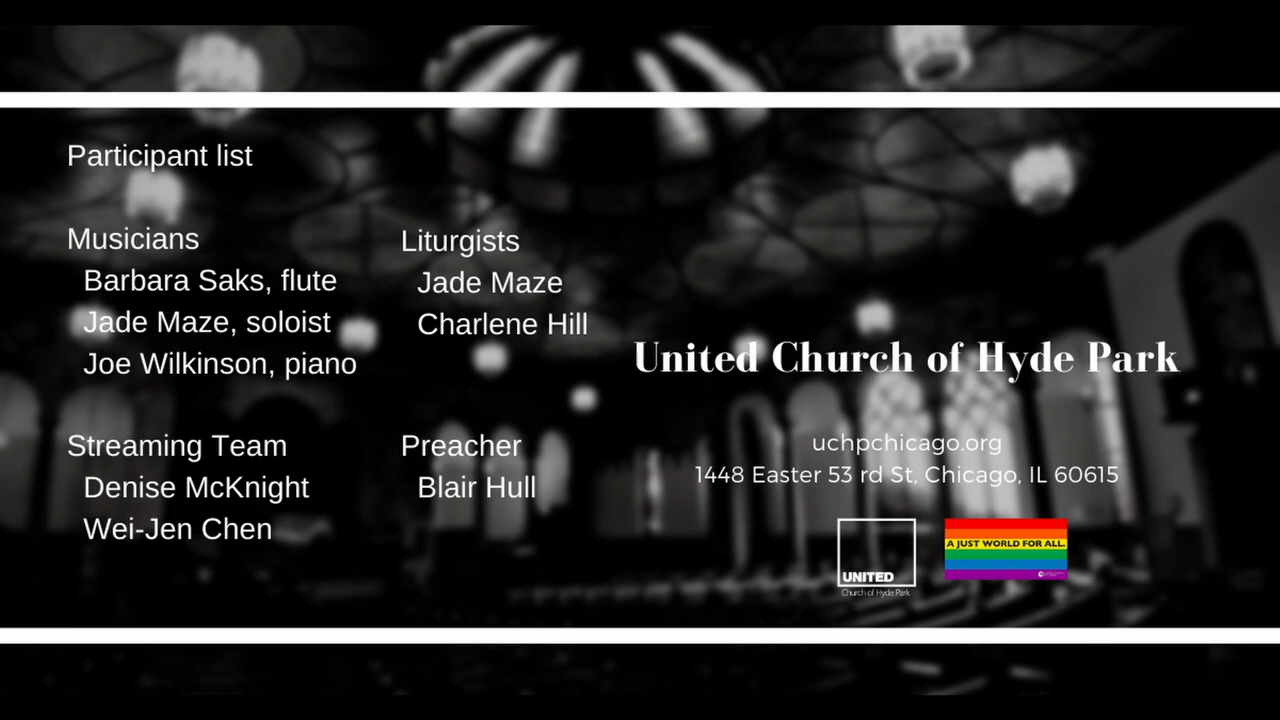 Participant list
Musicians
Barbara Saks, flute
Jade Maze, soloist
Joe Wilkinson, piano
Streaming Team
Denise McKnight
Wei-Jen Chen
Liturgists
Jade Maze
Charlene Hill
Preacher
Blair Hull
United Church of Hyde Park
uchpchicago.org
1448 Easter 53 rd St, Chicago, IL 60615
UNITED
Church of Hyde Park
A JUST WORLD FOR ALL.